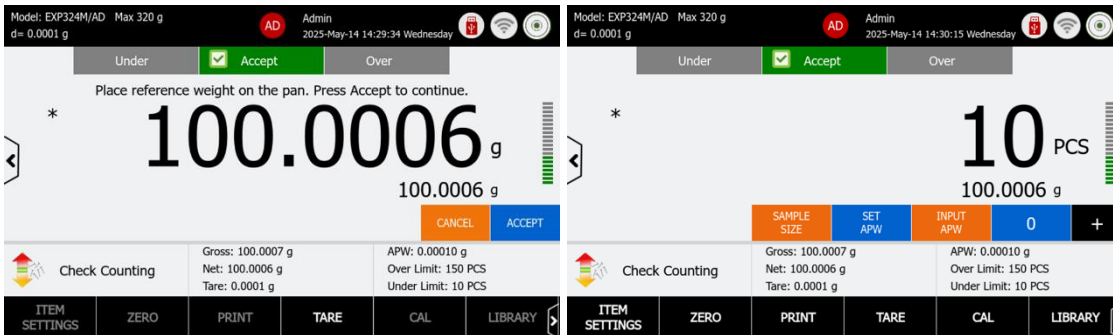 Model: EXP324M/AD Max 320 g
d= 0.0001 g
AD
Admin
2025-May-14 14:29:34 Wednesday
Under
Accept
Over
Place reference weight on the pan. Press Accept to continue.
*
100.0006 g
100.0006 g
CANCEL
ACCEPT
Check Counting
Gross: 100.0007 g
Net: 100.0006 g
Tare: 0.0001 g
APW: 0.00010 g
Over Limit: 150 PCS
Under Limit: 10 PCS
ITEM
SETTINGS
ZERO
PRINT
TARE
CAL
LIBRARY
Model: EXP324M/AD Max 320 g
d= 0.0001 g
AD
Admin
2025-May-14 14:30:15 Wednesday
Under
Accept
Over
*
10 PCS
100.0006 g
SAMPLE
SIZE
SET
APW
INPUT
APW
0
+
Check Counting
Gross: 100.0007 g
Net: 100.0006 g
Tare: 0.0001 g
APW: 0.00010 g
Over Limit: 150 PCS
Under Limit: 10 PCS
ITEM
SETTINGS
ZERO
PRINT
TARE
CAL
LIBRARY